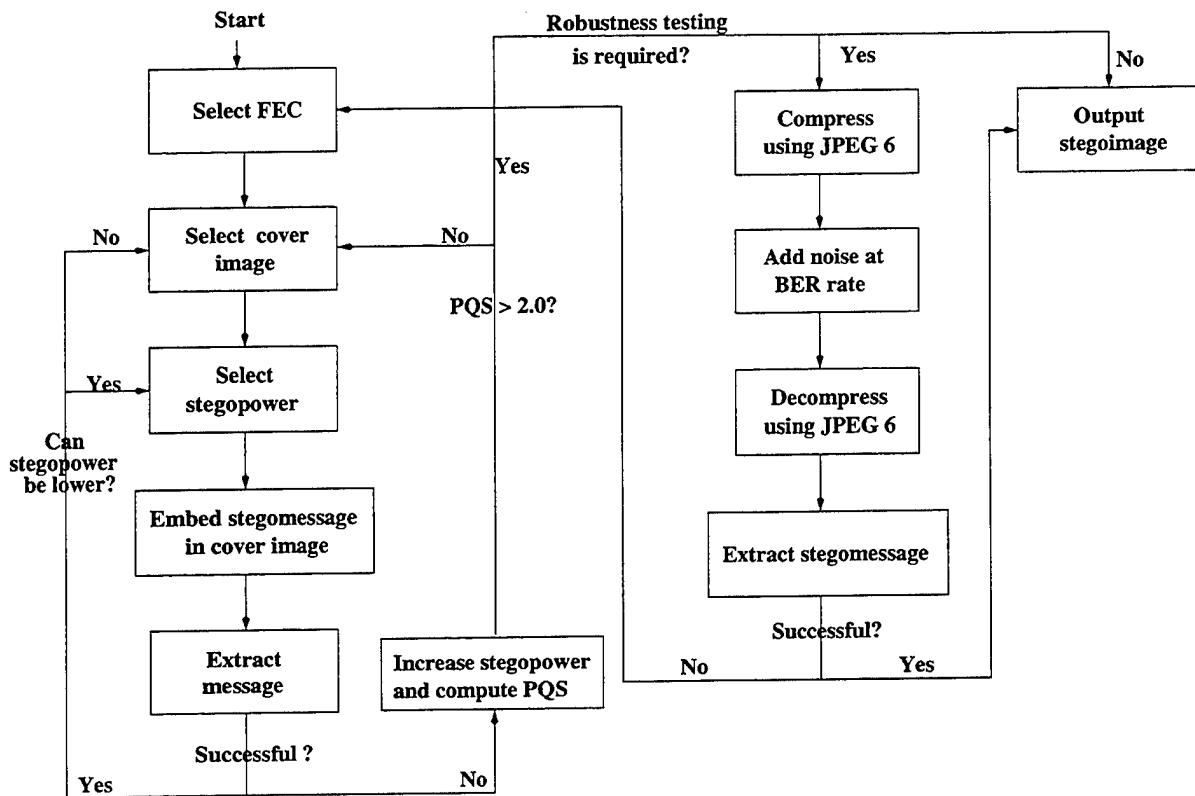 Start
Select FEC
Select cover
image
No
Select
stegopower
Yes
Can
stegopower
be lower?
Embed stegomessage
in cover image
Extract
message
Successful ?
Yes
No
Increase stegopower
and compute PQS
PQS > 2.0?
No
Yes
Robustness testing
is required?
Yes
No
Compress
using JPEG 6
Add noise at
BER rate
Decompress
using JPEG 6
Extract stegomessage
Successful?
No
Yes
Output
stegoimage